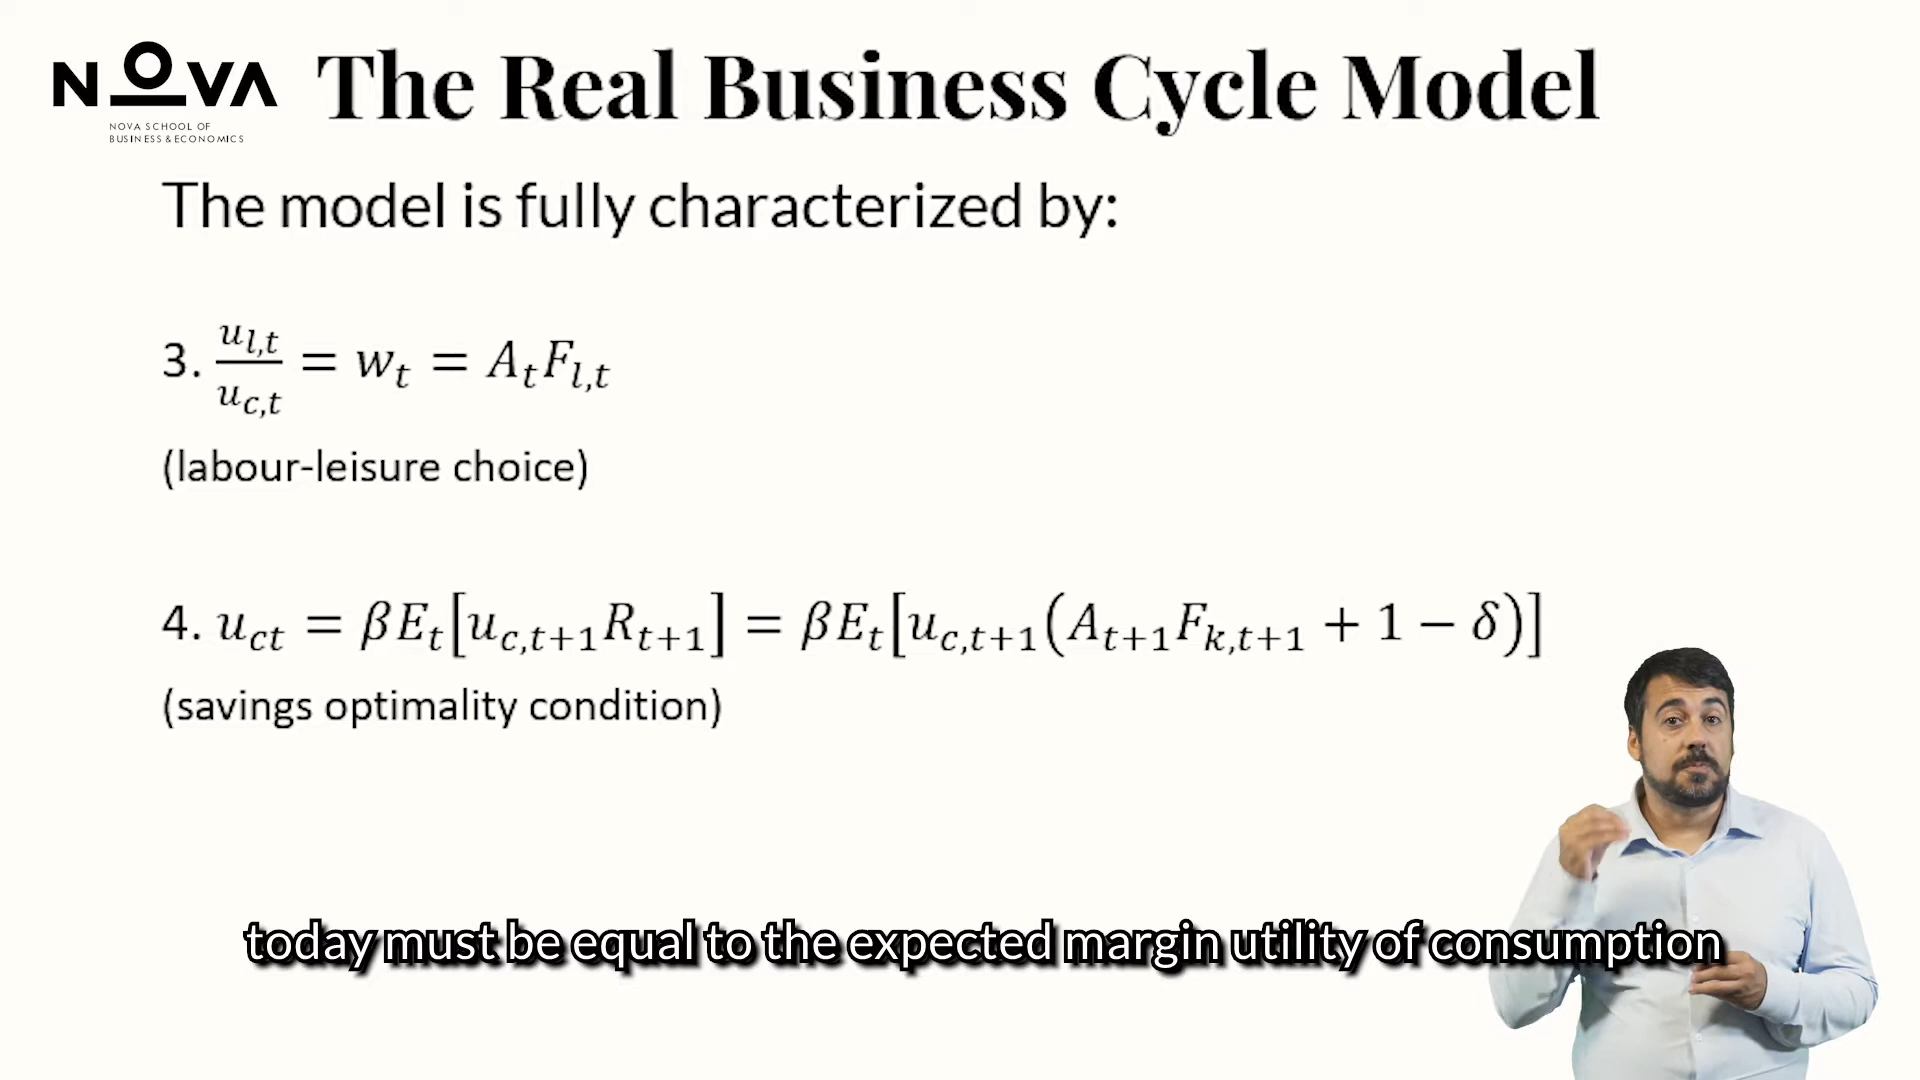 NOVA
NOVA SCHOOL OF
BUSINESS & ECONOMICS
The Real Business Cycle Model
The model is fully characterized by:
3. \frac{u_{l,t}}{u_{c,t}} = w_t = A_t F_{l,t}
(labour-leisure choice)
4. u_{ct} = βE_t[u_{c,t+1}R_{t+1}] = βE_t[u_{c,t+1}(A_{t+1}F_{k,t+1} + 1 − δ)]
(savings optimality condition)
today must be equal to the expected margin utility of consumption